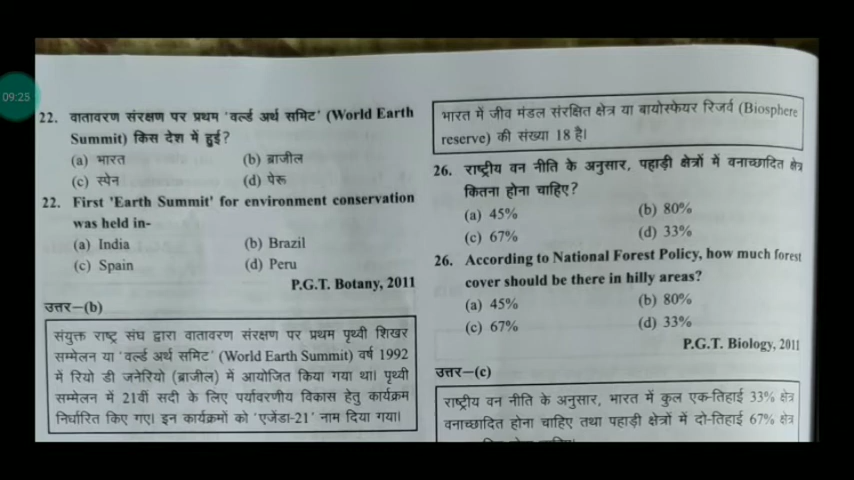 09:25
22. वातावरण संरक्षण पर प्रथम 'वर्ल्ड अर्थ समिट' (World Earth
Summit) किस देश में हुई?
(a) भारत (b) ब्राजील
(c) स्पेन (d) पेरू
22. First 'Earth Summit' for environment conservation
was held in-
(a) India (b) Brazil
(c) Spain (d) Peru
P.G.T. Botany, 2011
उत्तर–(b)
संयुक्त राष्ट्र संघ द्वारा वातावरण संरक्षण पर प्रथम पृथ्वी शिखर
सम्मेलन या 'वर्ल्ड अर्थ समिट' (World Earth Summit) वर्ष 1992
में रियो डी जनेरियो (ब्राजील) में आयोजित किया गया था। पृथ्वी
सम्मेलन में 21वीं सदी के लिए पर्यावरणीय विकास हेतु कार्यक्रम
निर्धारित किए गए। इन कार्यक्रमों को 'एजेंडा-21' नाम दिया गया।
भारत में जीव मंडल संरक्षित क्षेत्र या बायोस्फेयर रिजर्व (Biosphere
reserve) की संख्या 18 है।
26. राष्ट्रीय वन नीति के अनुसार, पहाड़ी क्षेत्रों में वनाच्छादित क्षेत्र
कितना होना चाहिए?
(a) 45% (b) 80%
(c) 67% (d) 33%
26. According to National Forest Policy, how much forest
cover should be there in hilly areas?
(a) 45% (b) 80%
(c) 67% (d) 33%
P.G.T. Biology, 2011
उत्तर–(c)
राष्ट्रीय वन नीति के अनुसार, भारत में कुल एक-तिहाई 33% क्षेत्र
वनाच्छादित होना चाहिए तथा पहाड़ी क्षेत्रों में दो-तिहाई 67% क्षेत्र